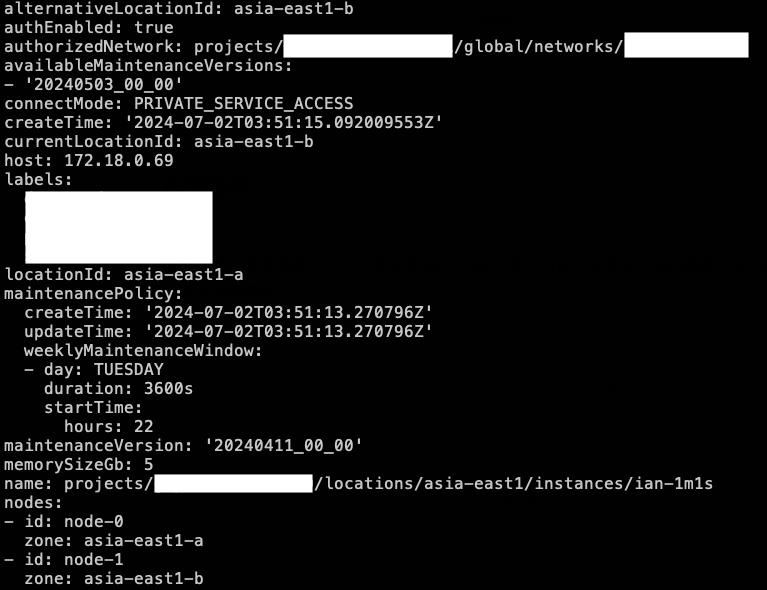 alternativeLocationId: asia-east1-b
authEnabled: true
authorizedNetwork: projects/ /global/networks/
availableMaintenanceVersions:
- '20240503_00_00'
connectMode: PRIVATE_SERVICE_ACCESS
createTime: '2024-07-02T03:51:15.092009553Z'
currentLocationId: asia-east1-b
host: 172.18.0.69
labels:
locationId: asia-east1-a
maintenancePolicy:
  createTime: '2024-07-02T03:51:13.270796Z'
  updateTime: '2024-07-02T03:51:13.270796Z'
  weeklyMaintenanceWindow:
  - day: TUESDAY
    duration: 3600s
    startTime:
      hours: 22
maintenanceVersion: '20240411_00_00'
memorySizeGb: 5
name: projects/ /locations/asia-east1/instances/ian-1m1s
nodes:
- id: node-0
  zone: asia-east1-a
- id: node-1
  zone: asia-east1-b